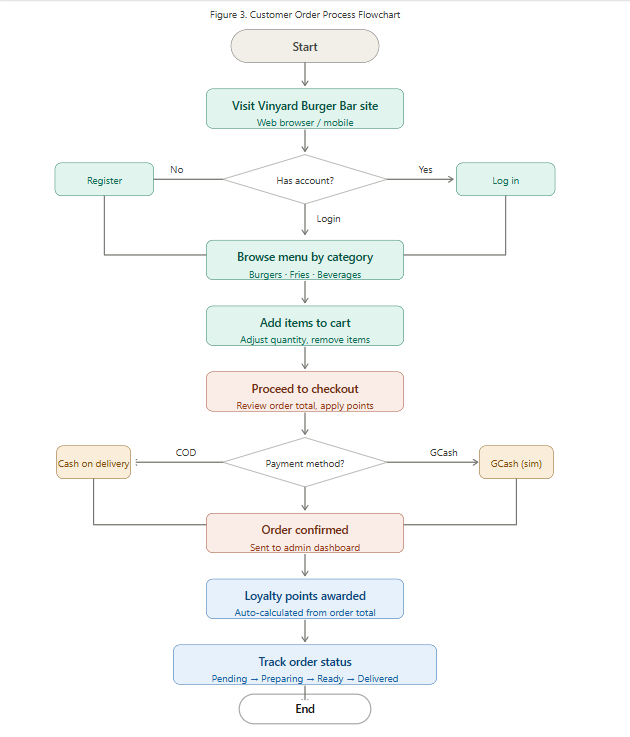 Figure 3. Customer Order Process Flowchart
Start
Visit Vinyard Burger Bar site
Web browser / mobile
No
Yes
Register
Has account?
Log in
Login
Browse menu by category
Burgers · Fries · Beverages
Add items to cart
Adjust quantity, remove items
Proceed to checkout
Review order total, apply points
COD
GCash
Cash on delivery
Payment method?
GCash (sim)
Order confirmed
Sent to admin dashboard
Loyalty points awarded
Auto-calculated from order total
Track order status
Pending → Preparing → Ready → Delivered
End